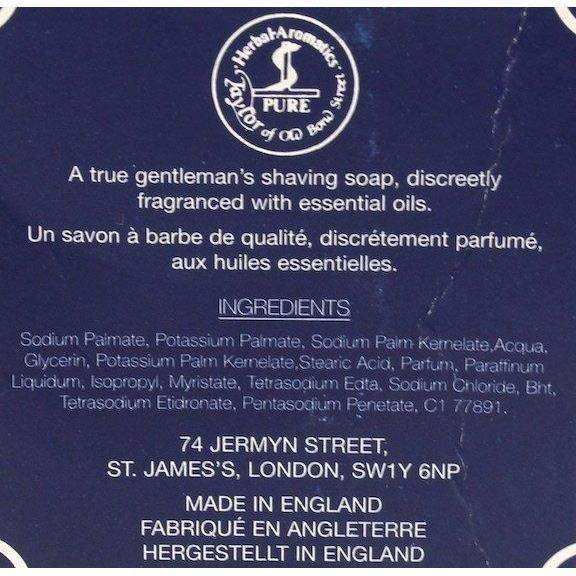 Herbal·Aromatics
PURE
Taylor of Old Bond Street
A true gentleman's shaving soap, discreetly
fragranced with essential oils.
Un savon à barbe de qualité, discrétement parfumé,
aux huiles essentielles.
INGREDIENTS
Sodium Palmate, Potassium Palmate, Sodium Palm Kernelate,Acqua,
Glycerin, Potassium Palm Kernelate,Stearic Acid, Parfum, Paraffinum
Liquidum, Isopropyl, Myristate, Tetrasodium Edta, Sodium Chloride, Bht,
Tetrasodium Etidronate, Pentasodium Penetate, C1 77891.
74 JERMYN STREET,
ST. JAMES'S, LONDON, SW1Y 6NP
MADE IN ENGLAND
FABRIQUÉ EN ANGLETERRE
HERGESTELLT IN ENGLAND